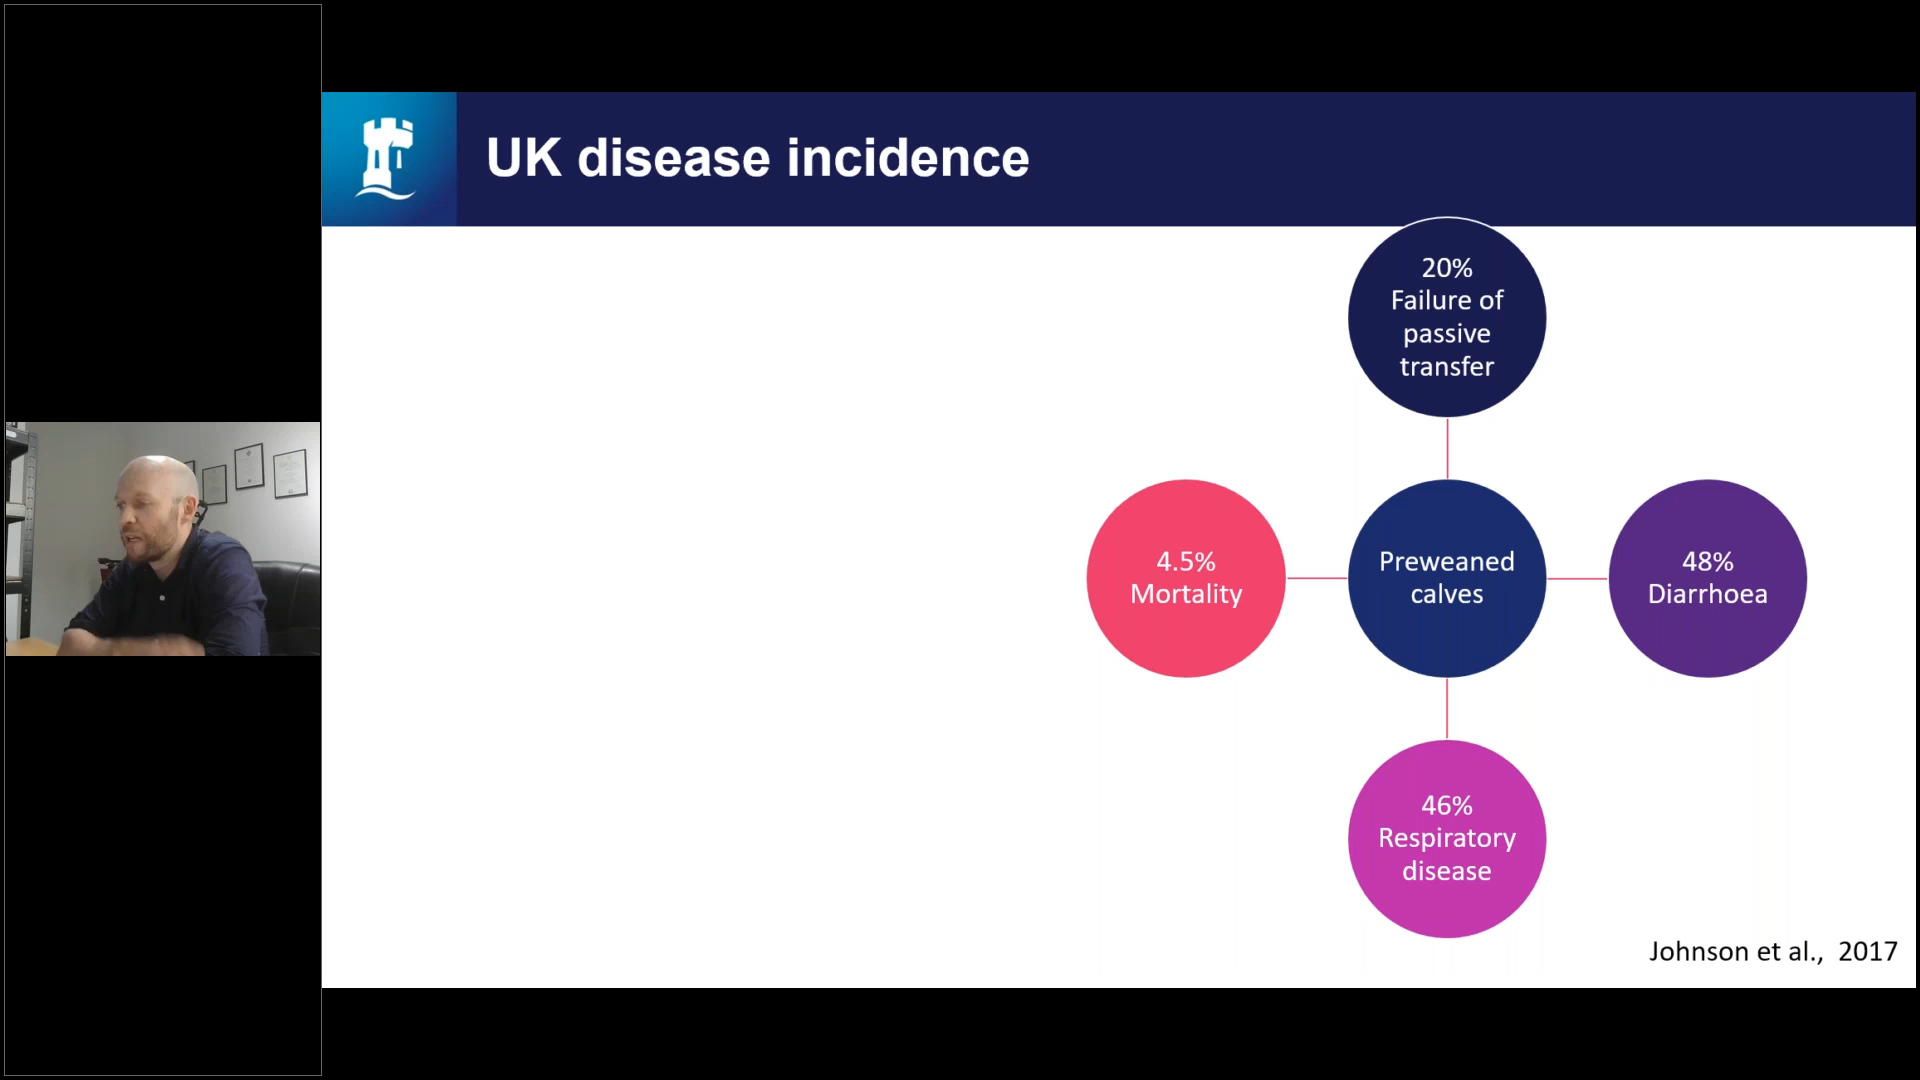 UK disease incidence
20%
Failure of
passive
transfer
4.5%
Mortality
Preweaned
calves
48%
Diarrhoea
46%
Respiratory
disease
Johnson et al.,  2017